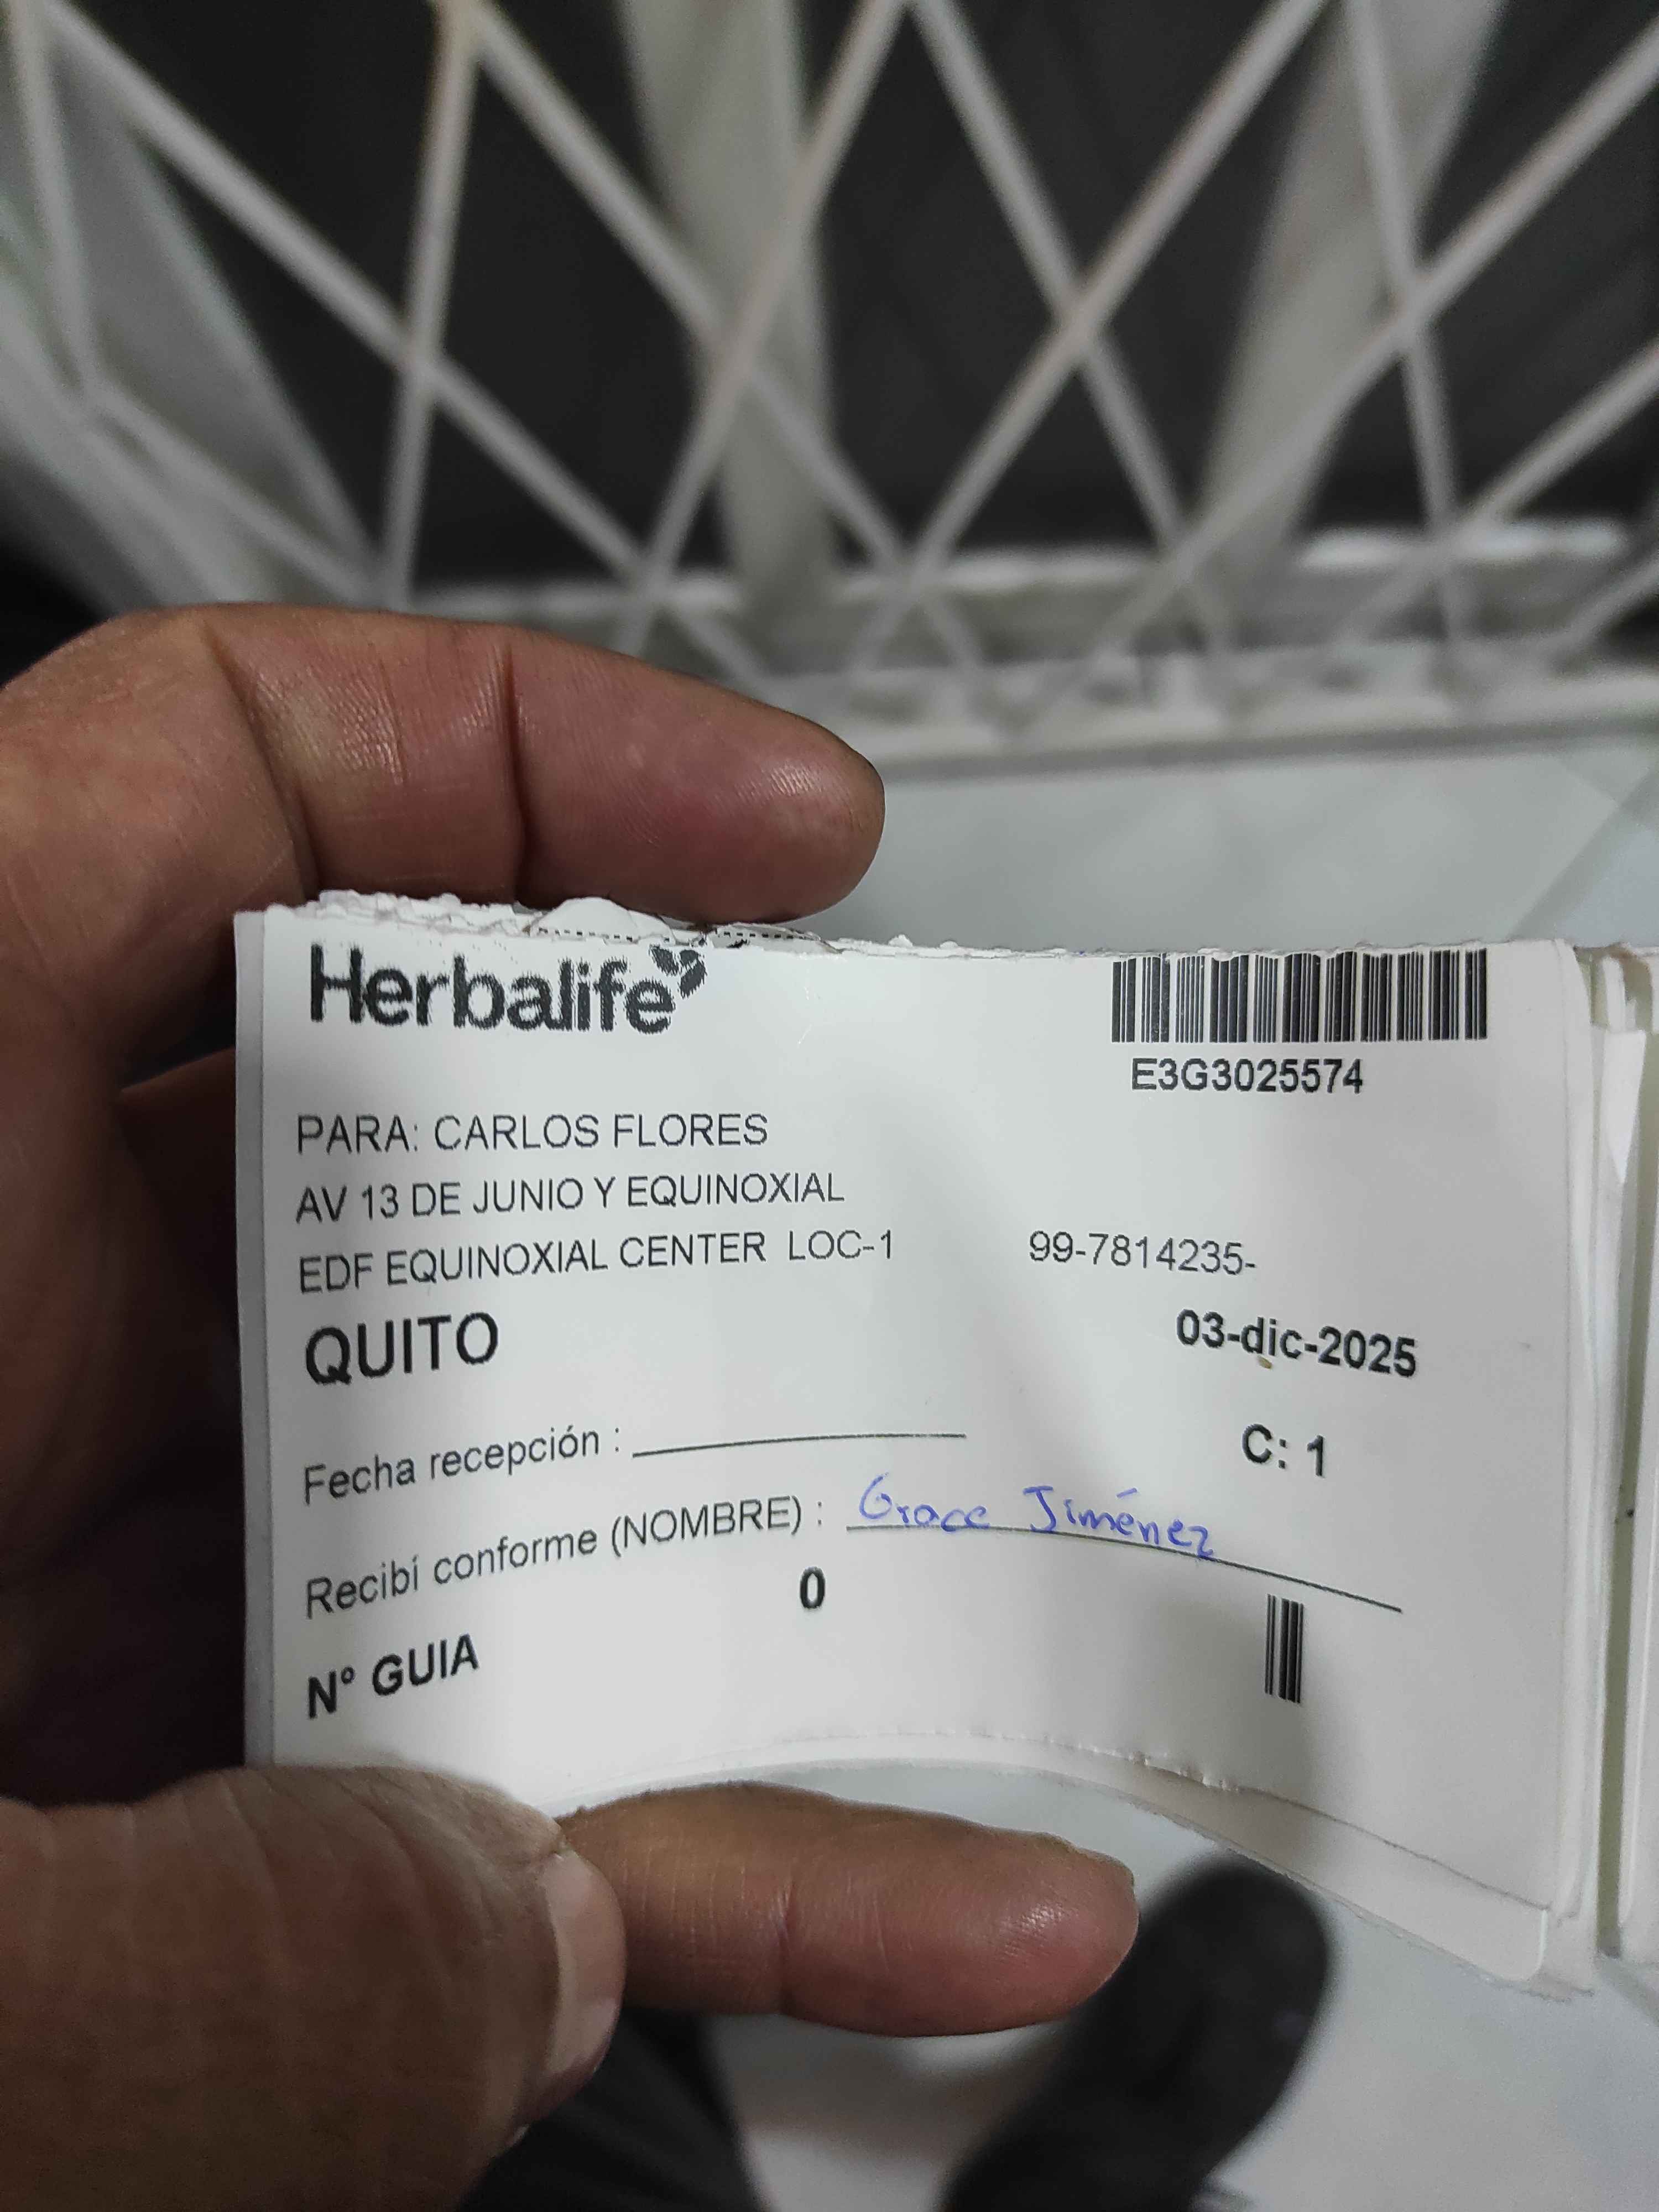 Herbalife
E3G3025574
PARA: CARLOS FLORES
AV 13 DE JUNIO Y EQUINOXIAL
EDF EQUINOXIAL CENTER LOC-1 99-7814235-
QUITO
03-dic-2025
Fecha recepción :
C: 1
Recibí conforme (NOMBRE) : Grace Jiménez
0
Nº GUIA